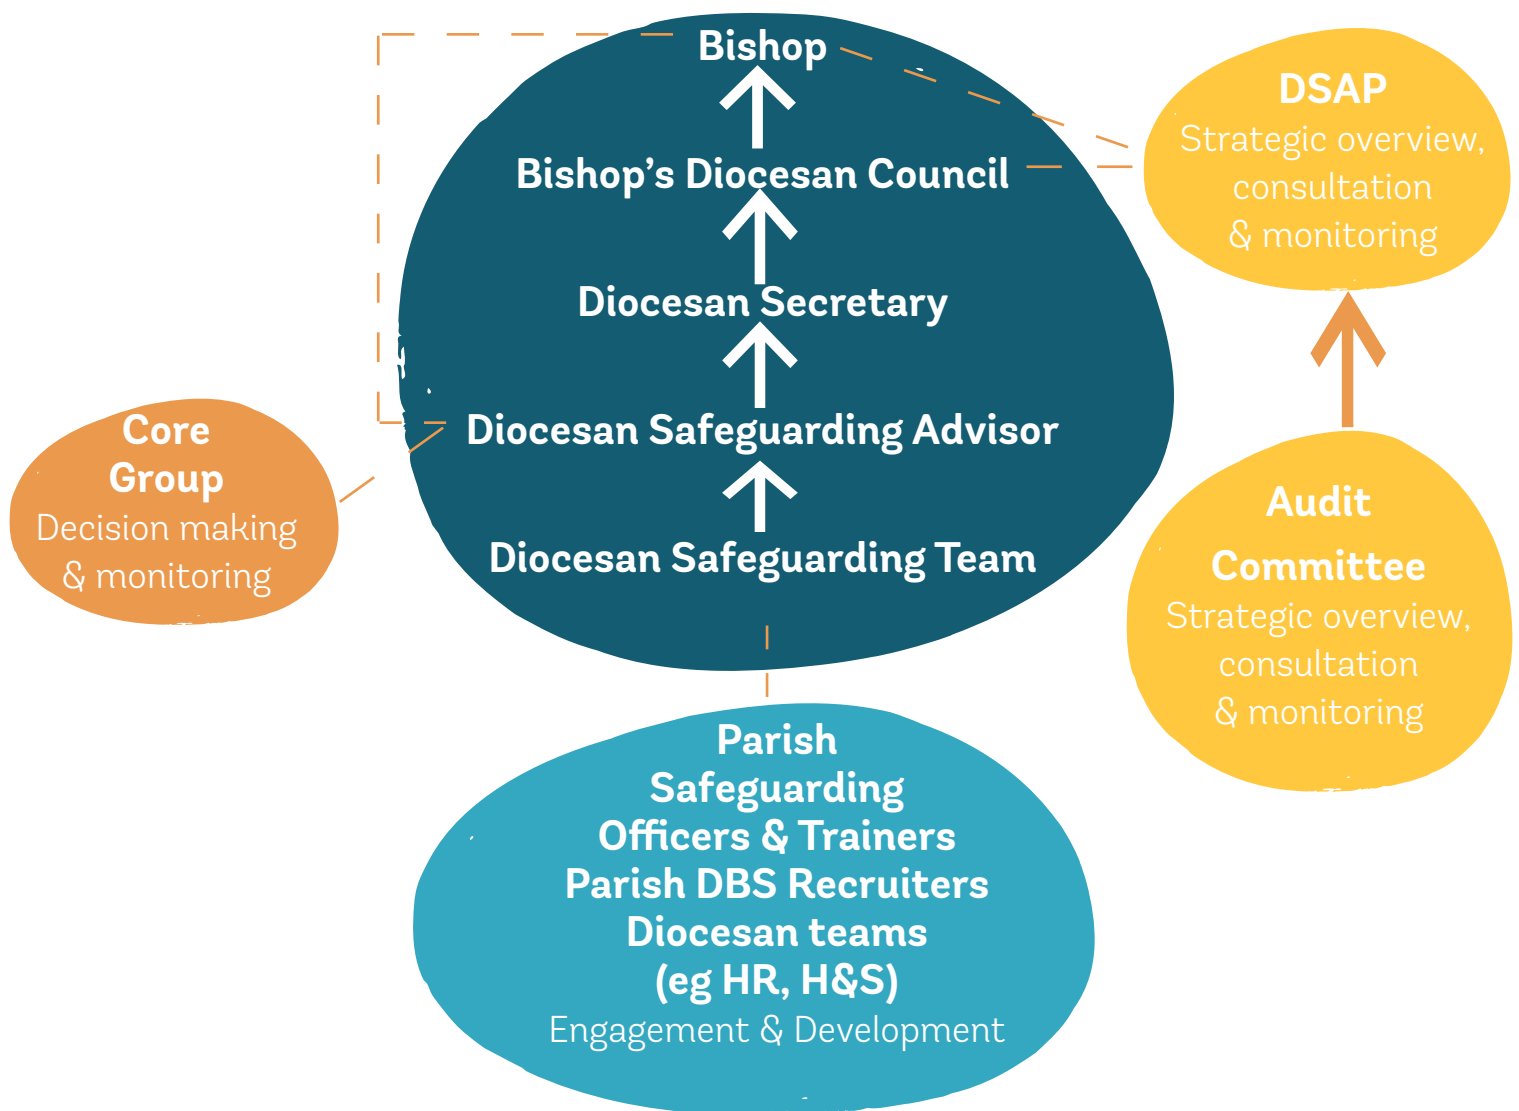 Bishop
Bishop’s Diocesan Council
Diocesan Secretary
Diocesan Safeguarding Advisor
Diocesan Safeguarding Team
DSAP
Strategic overview,
consultation
& monitoring
Core
Group
Decision making
& monitoring
Audit
Committee
Strategic overview,
consultation
& monitoring
Parish
Safeguarding
Officers & Trainers
Parish DBS Recruiters
Diocesan teams
(eg HR, H&S)
Engagement & Development